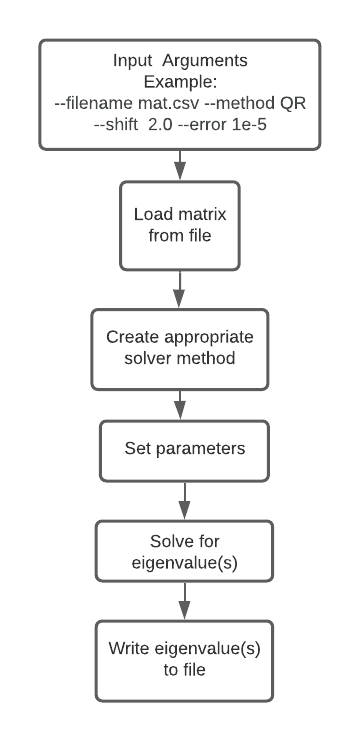 Input  Arguments
Example:
--filename mat.csv --method QR
--shift  2.0 --error 1e-5
Load matrix
from file
Create appropriate
solver method
Set parameters
Solve for
eigenvalue(s)
Write eigenvalue(s)
to file